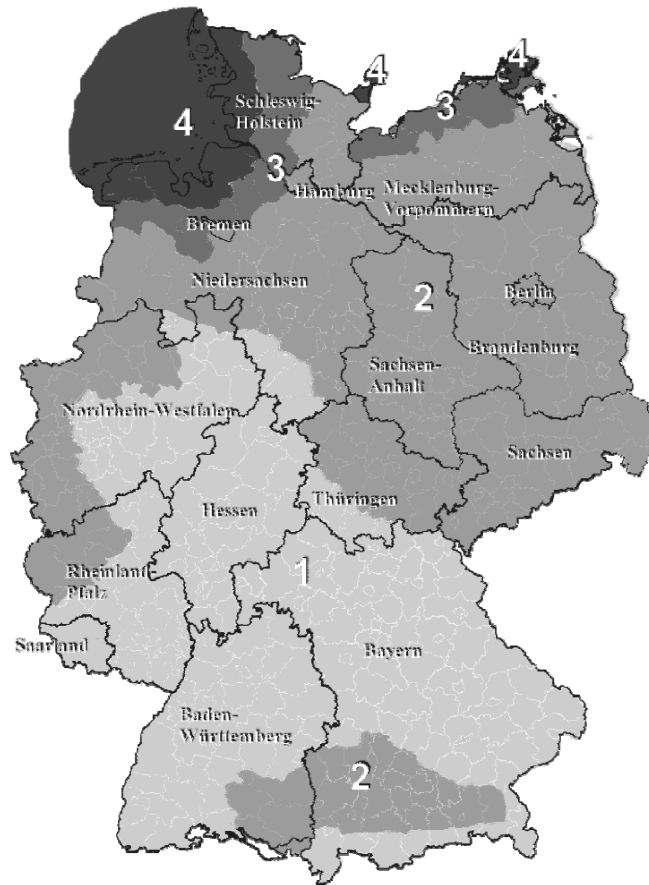 4
4
4
Schleswig-
Holstein
3
3
Hamburg
Mecklenburg-
Vorpommern
Bremen
Niedersachsen
2
Berlin
Brandenburg
Sachsen-
Anhalt
Nordrhein-Westfalen
Sachsen
Thüringen
Hessen
Rheinland-
Pfalz
1
Saarland
Bayern
Baden-
Württemberg
2